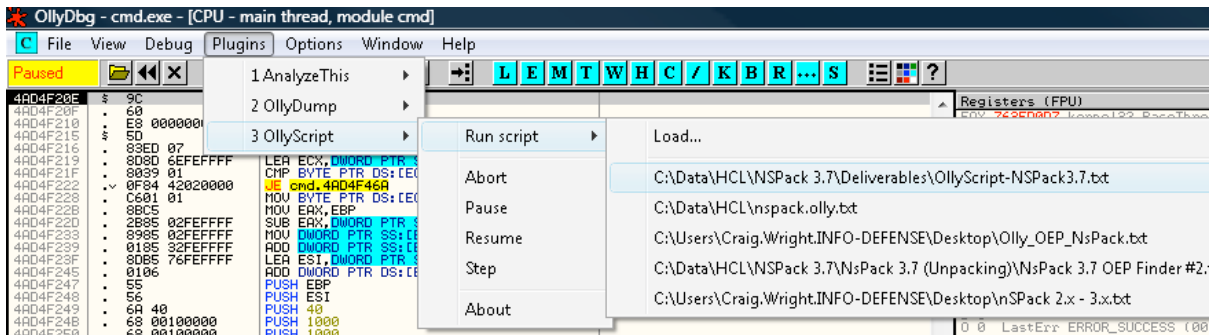 OllyDbg - cmd.exe - [CPU - main thread, module cmd]
C File View Debug Plugins Options Window Help
Paused
L E M T W H C / K B R ... S ?
1 AnalyzeThis
2 OllyDump
3 OllyScript
Run script
Abort
Pause
Resume
Step
About
Load...
C:\Data\HCL\NSPack 3.7\Deliverables\OllyScript-NSPack3.7.txt
C:\Data\HCL\nspack.olly.txt
C:\Users\Craig.Wright.INFO-DEFENSE\Desktop\Olly_OEP_NsPack.txt
C:\Data\HCL\NSPack 3.7\NsPack 3.7 (Unpacking)\NsPack 3.7 OEP Finder #2.
C:\Users\Craig.Wright.INFO-DEFENSE\Desktop\nSPack 2.x - 3.x.txt
Registers (FPU)
4AD4F20E $ 9C
4AD4F20F . 60
4AD4F210 . E8 0000000
4AD4F215 $ 5D
4AD4F216 . 83ED 07
4AD4F219 . 8D8D 6EFEFFFF LEA ECX,DWORD PTR S
4AD4F21F . 8039 01 CMP BYTE PTR DS:[EC
4AD4F222 .v 0F84 42020000 JE cmd.4AD4F46A
4AD4F228 . C601 01 MOV BYTE PTR DS:[EC
4AD4F22B . 8BC5 MOV EAX,EBP
4AD4F22D . 2B85 02FEFFFF SUB EAX,DWORD PTR S
4AD4F233 . 8985 02FEFFFF MOV DWORD PTR SS:[E
4AD4F239 . 0185 32FEFFFF ADD DWORD PTR SS:[E
4AD4F23F . 8DB5 76FEFFFF LEA ESI,DWORD PTR S
4AD4F245 . 0106 ADD DWORD PTR DS:[E
4AD4F247 . 55 PUSH EBP
4AD4F248 . 56 PUSH ESI
4AD4F249 . 6A 40 PUSH 40
4AD4F24B . 68 00100000 PUSH 1000
4AD4F250 . 68 00100000 PUSH 1000
0 0 LastErr ERROR_SUCCESS (00